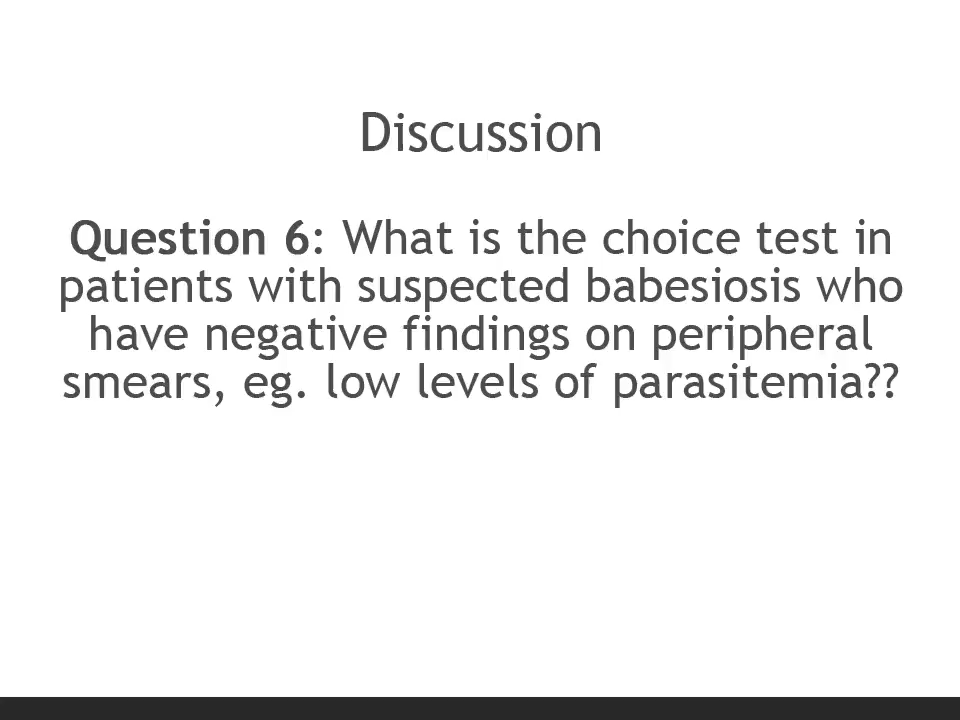 Discussion
Question 6: What is the choice test in
patients with suspected babesiosis who
have negative findings on peripheral
smears, eg. low levels of parasitemia??